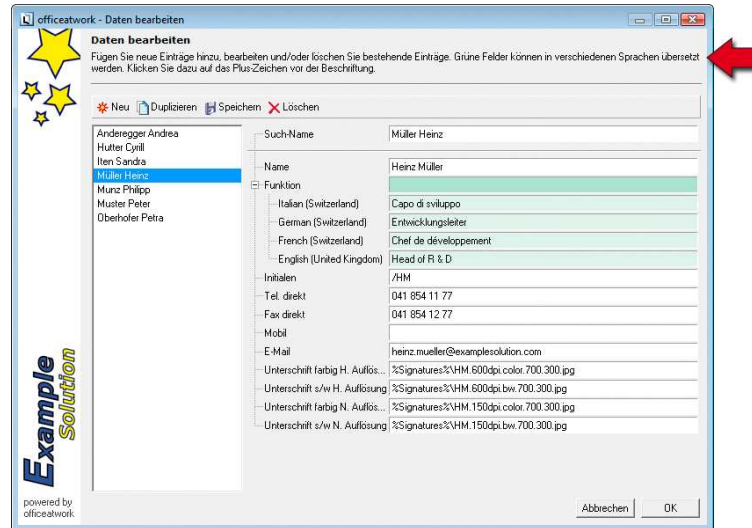 officeatwork - Daten bearbeiten
Daten bearbeiten
Fügen Sie neue Einträge hinzu, bearbeiten und/oder löschen Sie bestehende Einträge. Grüne Felder können in verschiedenen Sprachen übersetzt
werden. Klicken Sie dazu auf das Plus-Zeichen vor der Beschriftung.
Neu Duplizieren Speichern Löschen
Anderegger Andrea
Hutter Cyrill
Iten Sandra
Müller Heinz
Munz Philipp
Muster Peter
Oberhofer Petra
Such-Name Müller Heinz
Name Heinz Müller
Funktion
Italian (Switzerland) Capo di sviluppo
German (Switzerland) Entwicklungsleiter
French (Switzerland) Chef de développement
English (United Kingdom) Head of R & D
Initialen /HM
Tel. direkt 041 854 11 77
Fax direkt 041 854 12 77
Mobil
E-Mail heinz.mueller@examplesolution.com
Unterschrift farbig H. Auflös... %Signatures%\HM.600dpi.color.700.300.jpg
Unterschrift s/w H. Auflösung %Signatures%\HM.600dpi.bw.700.300.jpg
Unterschrift farbig N. Auflös... %Signatures%\HM.150dpi.color.700.300.jpg
Unterschrift s/w N. Auflösung %Signatures%\HM.150dpi.bw.700.300.jpg
Example
Solution
powered by
officeatwork
Abbrechen OK